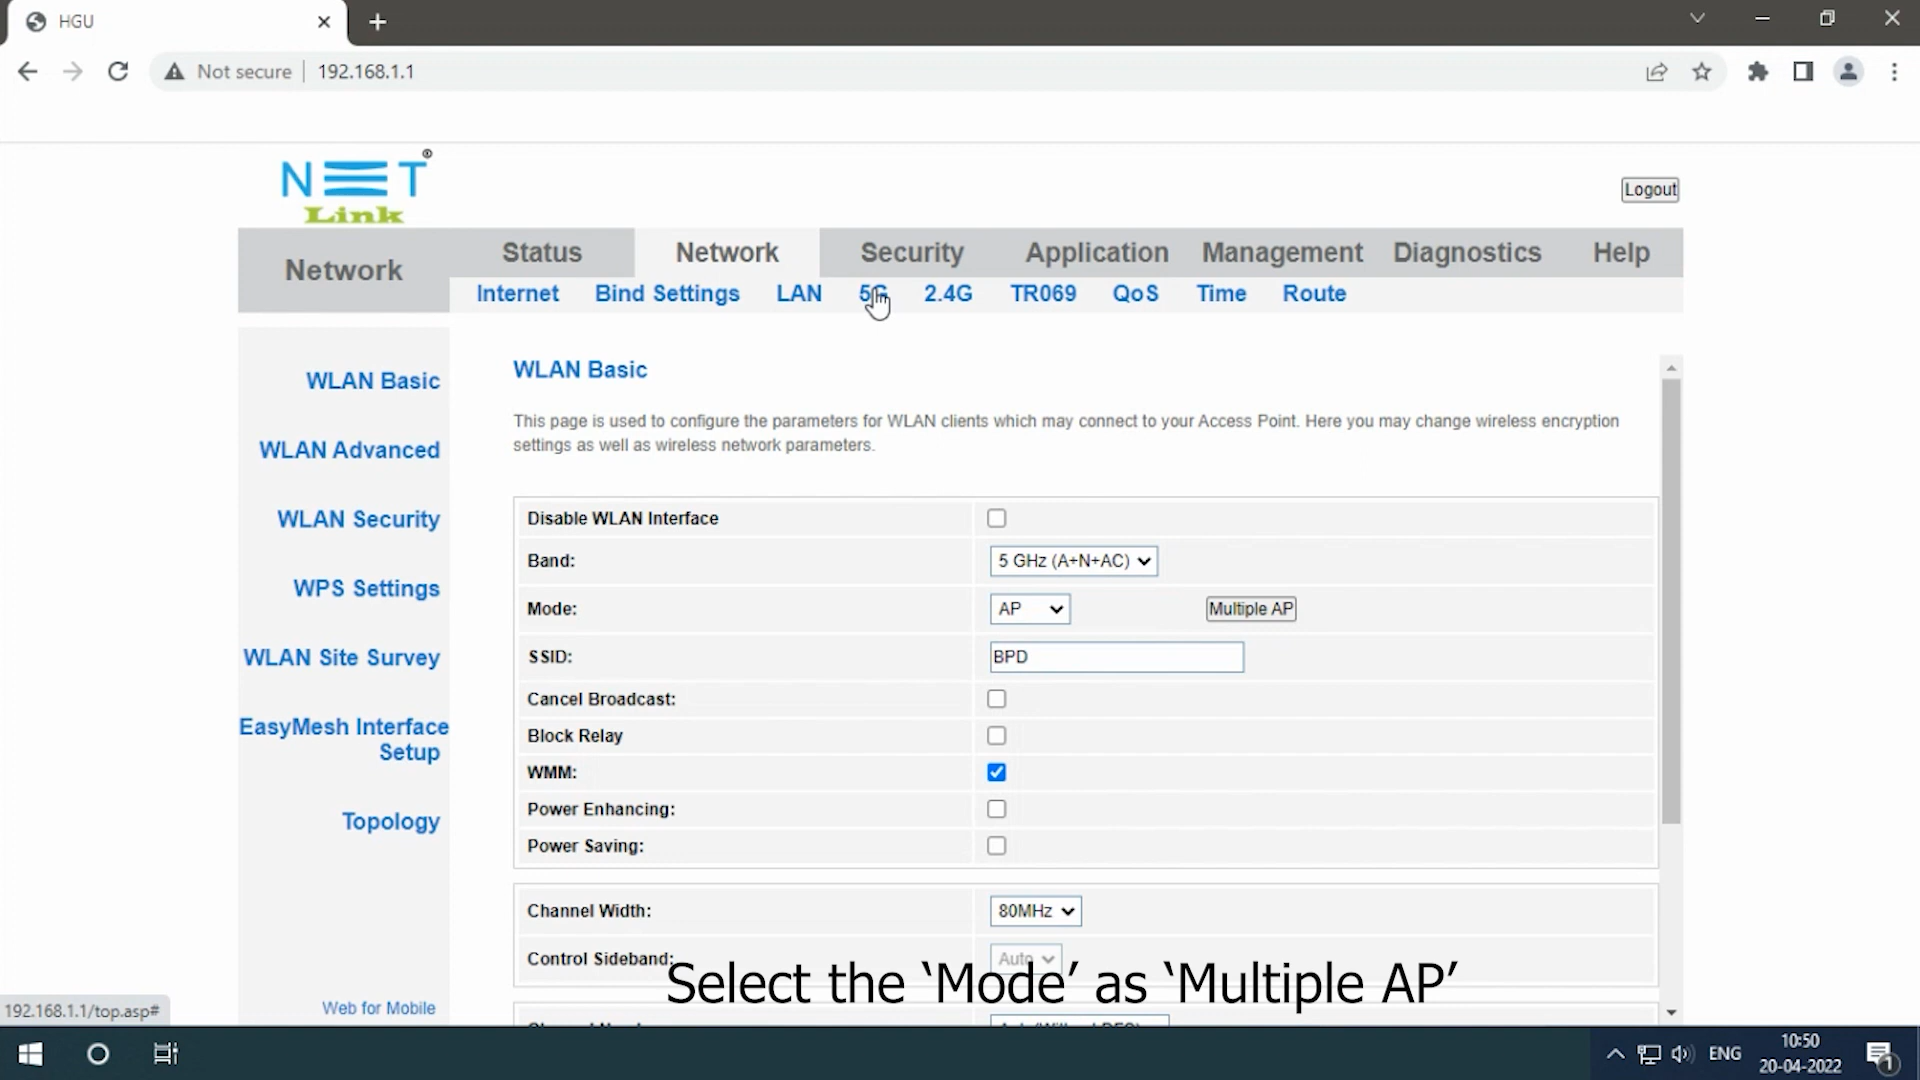 HGU
Not secure 192.168.1.1
NET
Link
Logout
Network
Status Network Security Application Management Diagnostics Help
Internet Bind Settings LAN 5G 2.4G TR069 QoS Time Route
WLAN Basic
WLAN Advanced
WLAN Security
WPS Settings
WLAN Site Survey
EasyMesh Interface
Setup
Topology
Web for Mobile
WLAN Basic
This page is used to configure the parameters for WLAN clients which may connect to your Access Point. Here you may change wireless encryption
settings as well as wireless network parameters.
Disable WLAN Interface
Band: 5 GHz (A+N+AC)
Mode: AP Multiple AP
SSID: BPD
Cancel Broadcast:
Block Relay
WMM:
Power Enhancing:
Power Saving:
Channel Width: 80MHz
Control Sideband: Auto
Select the ‘Mode’ as ‘Multiple AP’
192.168.1.1/top.asp#
ENG
10:50
20-04-2022
1